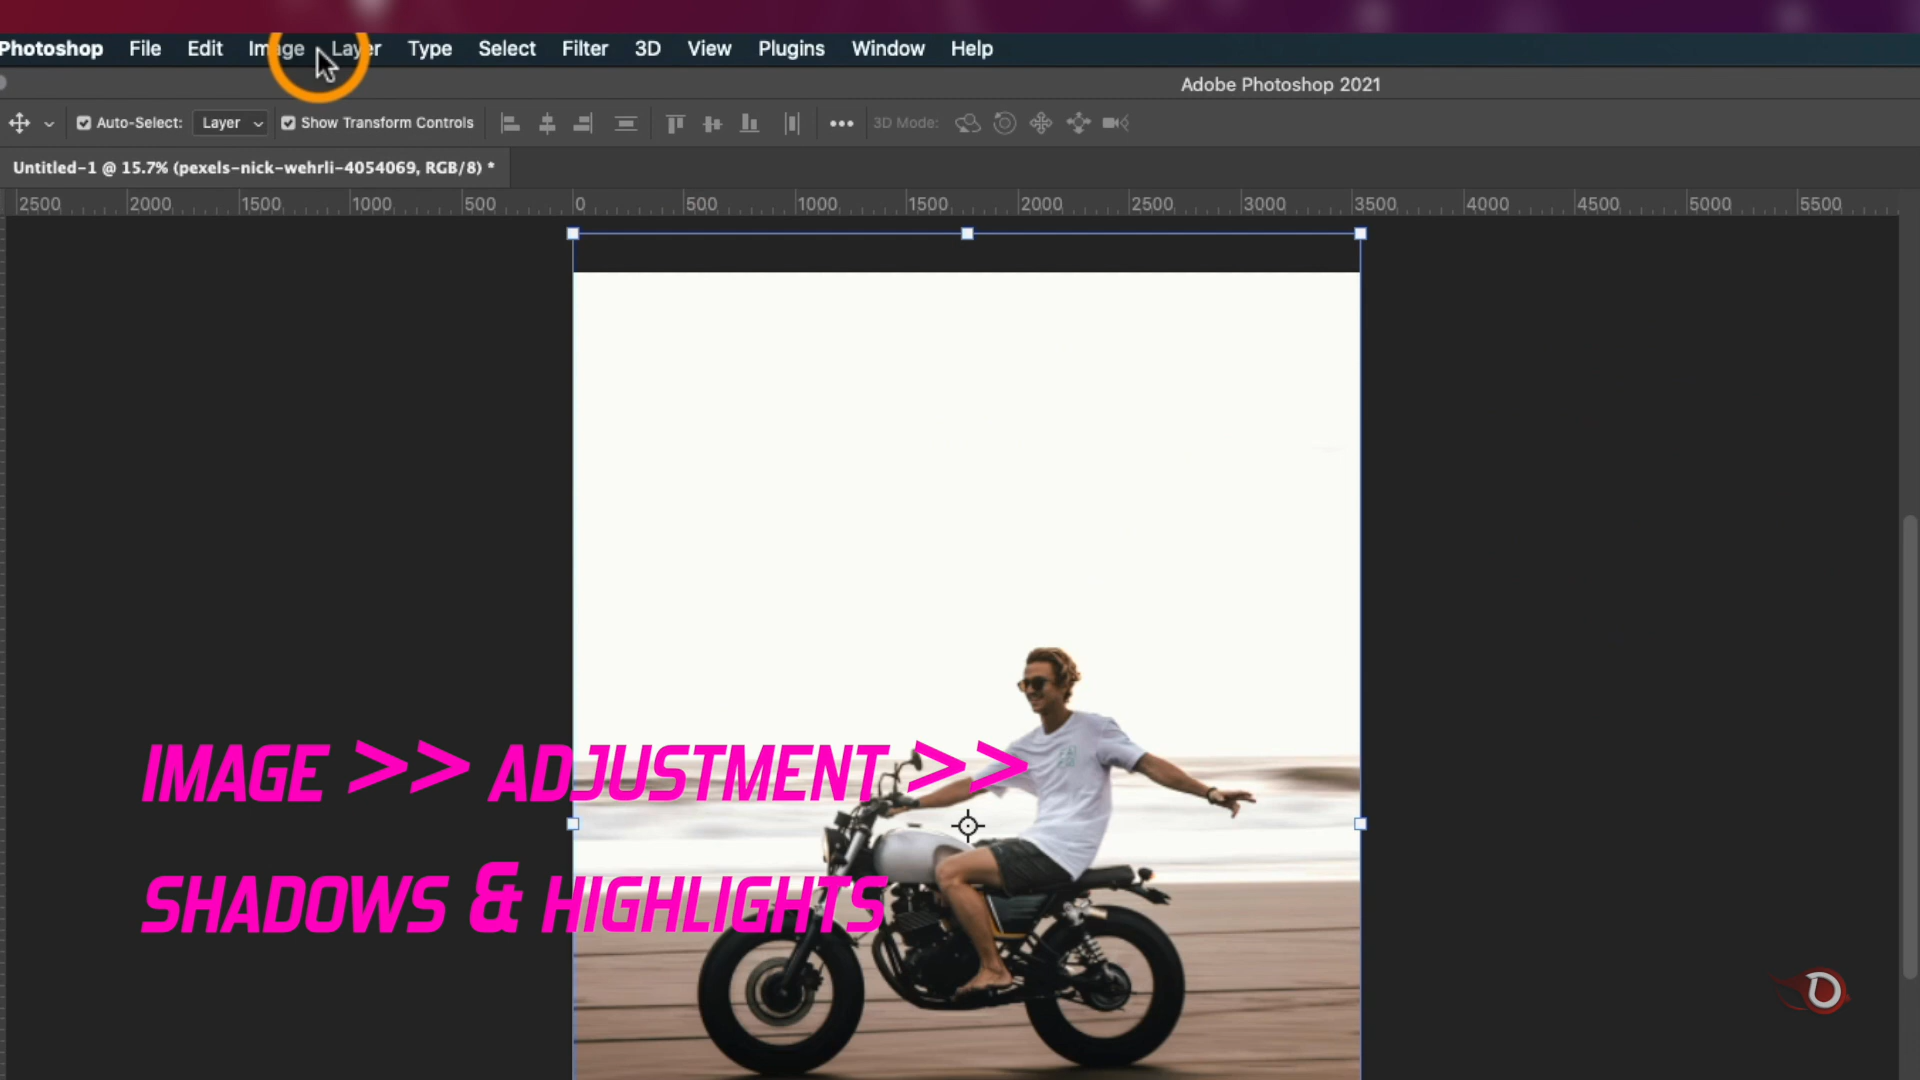 Photoshop File Edit Image Layer Type Select Filter 3D View Plugins Window Help
Adobe Photoshop 2021
Auto-Select: Layer Show Transform Controls ••• 3D Mode:
Untitled-1 @ 15.7% (pexels-nick-wehrli-4054069, RGB/8) *
2500 2000 1500 1000 500 0 500 1000 1500 2000 2500 3000 3500 4000 4500 5000 5500
IMAGE >> ADJUSTMENT >>
SHADOWS & HIGHLIGHTS